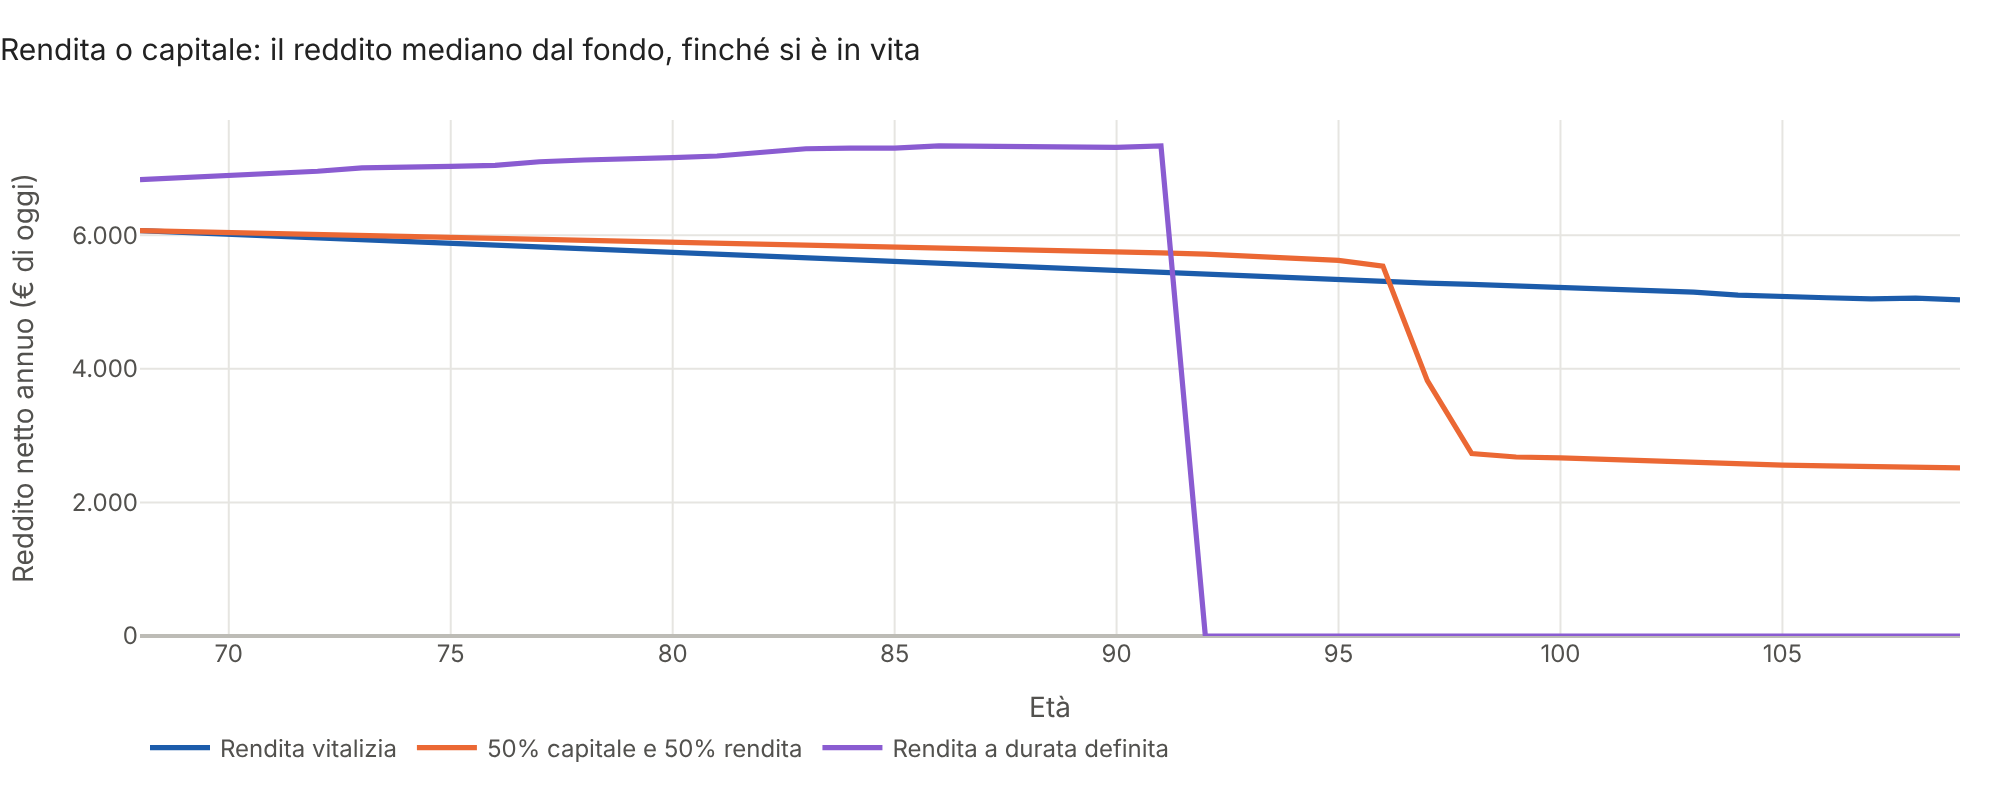 Rendita o capitale: il reddito mediano dal fondo, finché si è in vita
Reddito netto annuo (€ di oggi)
6.000
4.000
2.000
0
70 75 80 85 90 95 100 105
Età
Rendita vitalizia 50% capitale e 50% rendita Rendita a durata definita